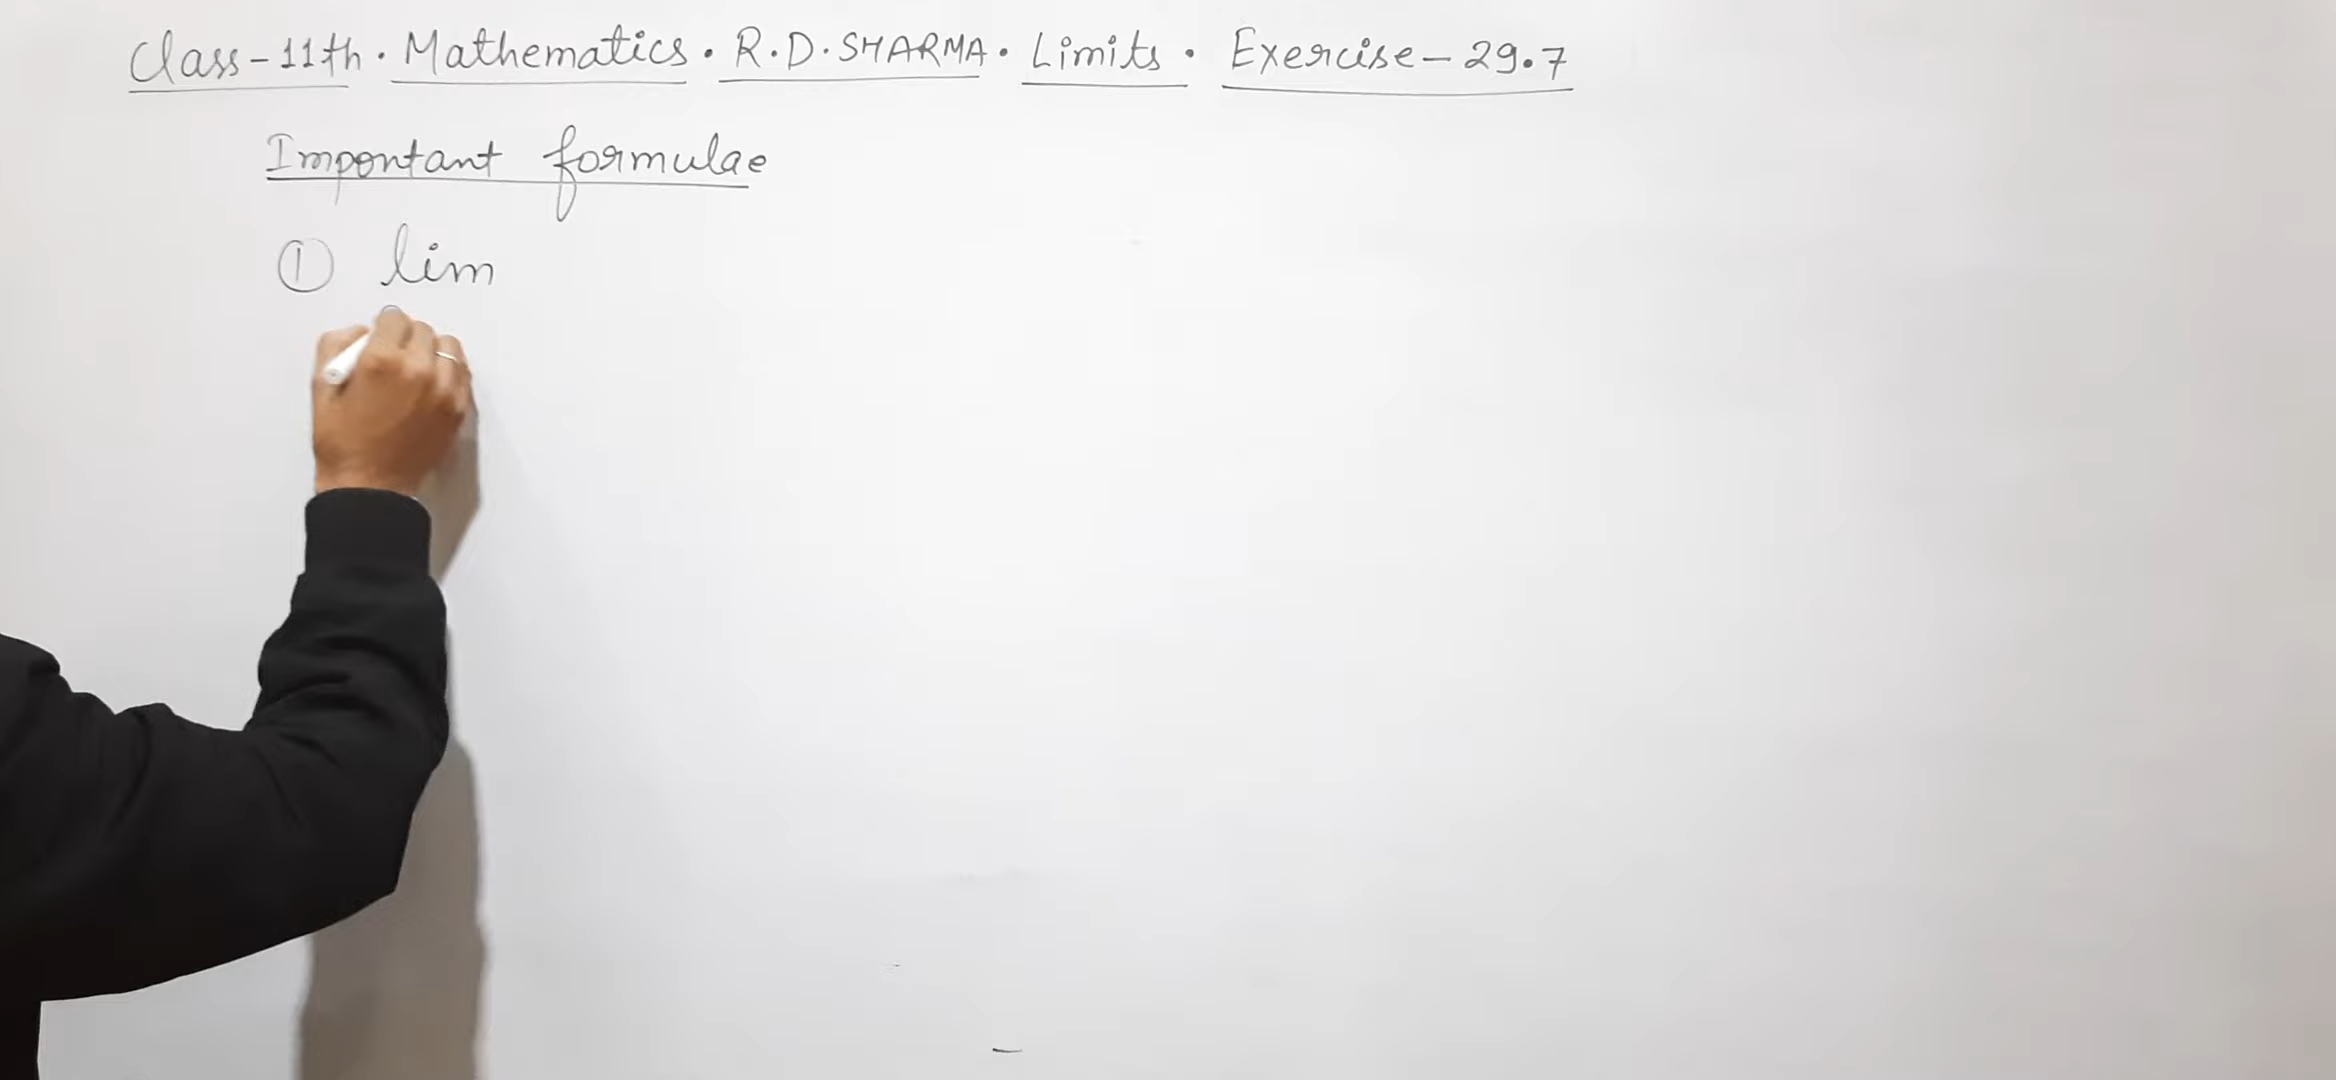 Class-11th · Mathematics · R.D.SHARMA · Limits · Exercise-29.7
Important formulae
① lim